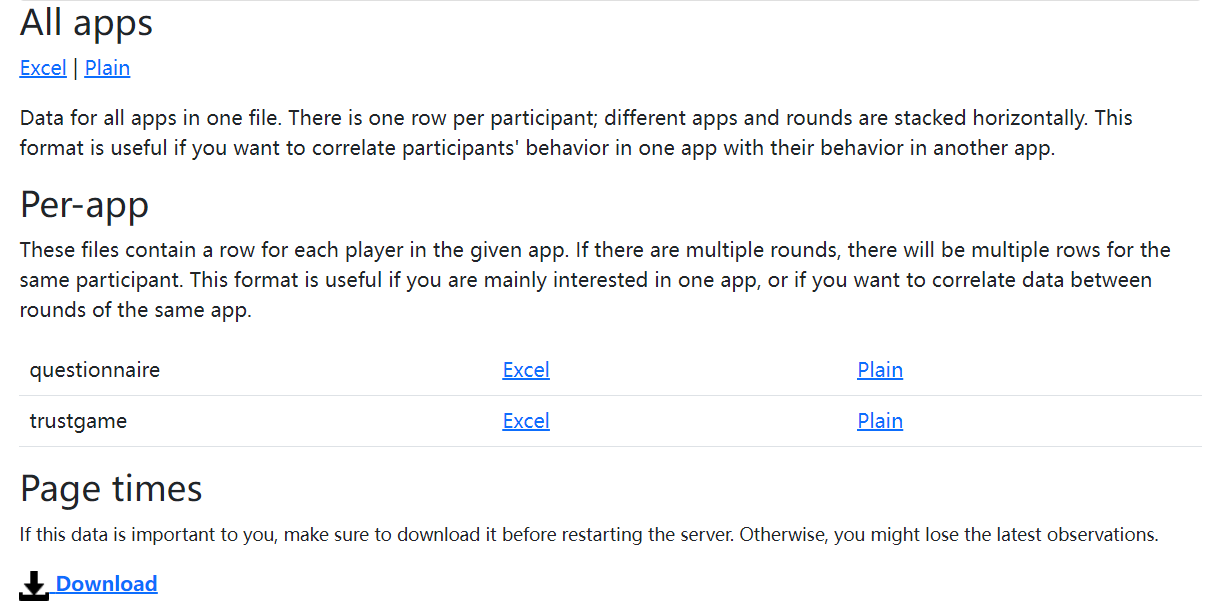 All apps
Excel | Plain
Data for all apps in one file. There is one row per participant; different apps and rounds are stacked horizontally. This
format is useful if you want to correlate participants' behavior in one app with their behavior in another app.
Per-app
These files contain a row for each player in the given app. If there are multiple rounds, there will be multiple rows for the
same participant. This format is useful if you are mainly interested in one app, or if you want to correlate data between
rounds of the same app.
questionnaire Excel Plain
trustgame Excel Plain
Page times
If this data is important to you, make sure to download it before restarting the server. Otherwise, you might lose the latest observations.
Download